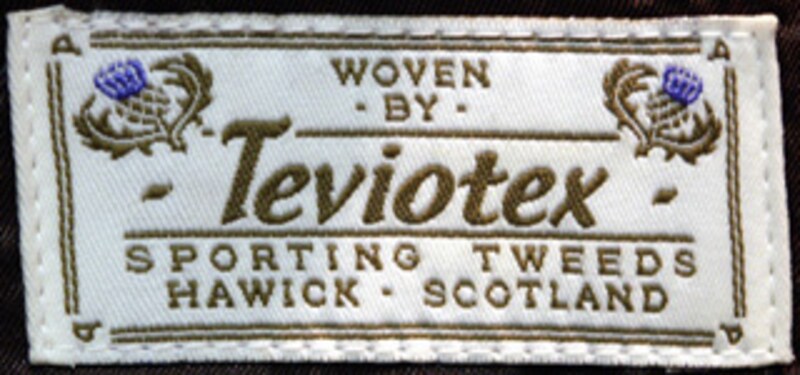 WOVEN
- BY -
- Teviotex -
SPORTING TWEEDS
HAWICK - SCOTLAND